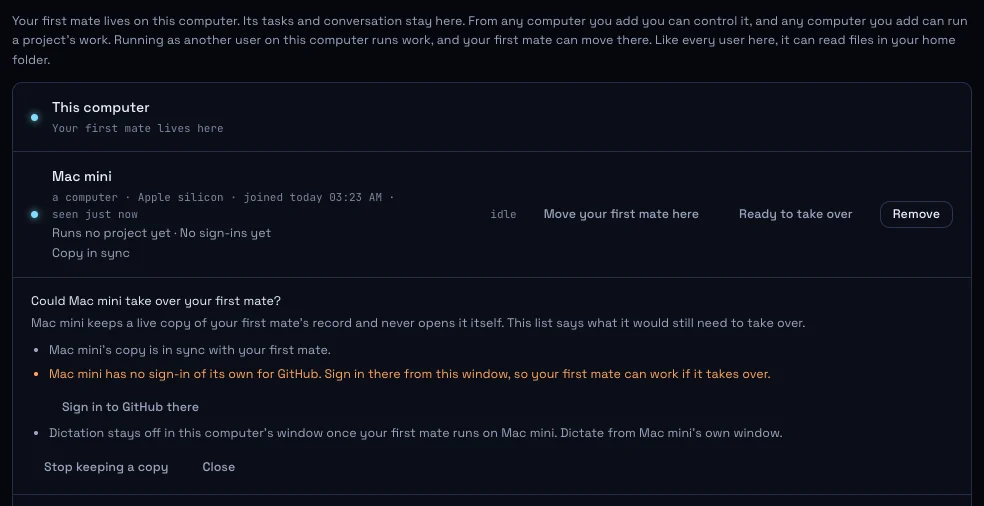 Your first mate lives on this computer. Its tasks and conversation stay here. From any computer you add you can control it, and any computer you add can run
a project's work. Running as another user on this computer runs work, and your first mate can move there. Like every user here, it can read files in your home
folder.
This computer
Your first mate lives here
Mac mini
a computer · Apple silicon · joined today 03:23 AM ·
seen just now
Runs no project yet · No sign-ins yet
Copy in sync
idle
Move your first mate here
Ready to take over
Remove
Could Mac mini take over your first mate?
Mac mini keeps a live copy of your first mate's record and never opens it itself. This list says what it would still need to take over.
• Mac mini's copy is in sync with your first mate.
• Mac mini has no sign-in of its own for GitHub. Sign in there from this window, so your first mate can work if it takes over.
Sign in to GitHub there
• Dictation stays off in this computer's window once your first mate runs on Mac mini. Dictate from Mac mini's own window.
Stop keeping a copy
Close